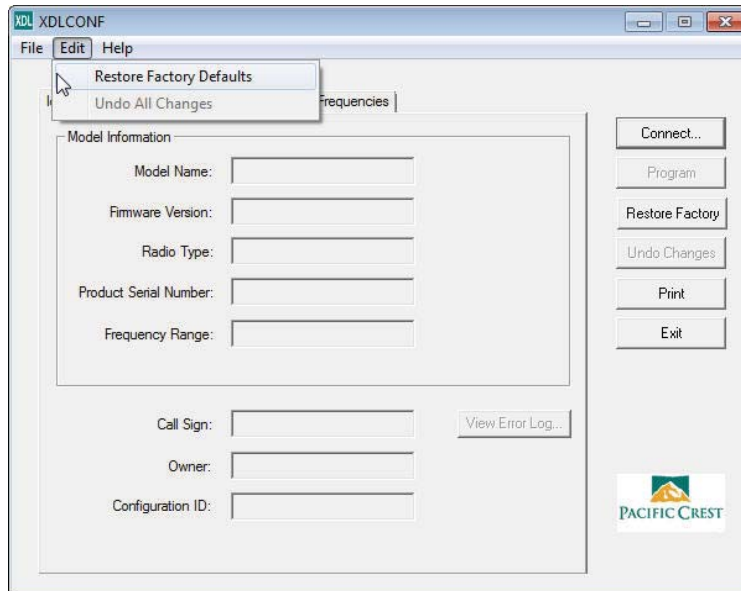 XDL XDLCONF
File Edit Help
Restore Factory Defaults
Undo All Changes
Frequencies
Model Information
Model Name:
Firmware Version:
Radio Type:
Product Serial Number:
Frequency Range:
Call Sign:
Owner:
Configuration ID:
View Error Log...
Connect...
Program
Restore Factory
Undo Changes
Print
Exit
PACIFIC CREST